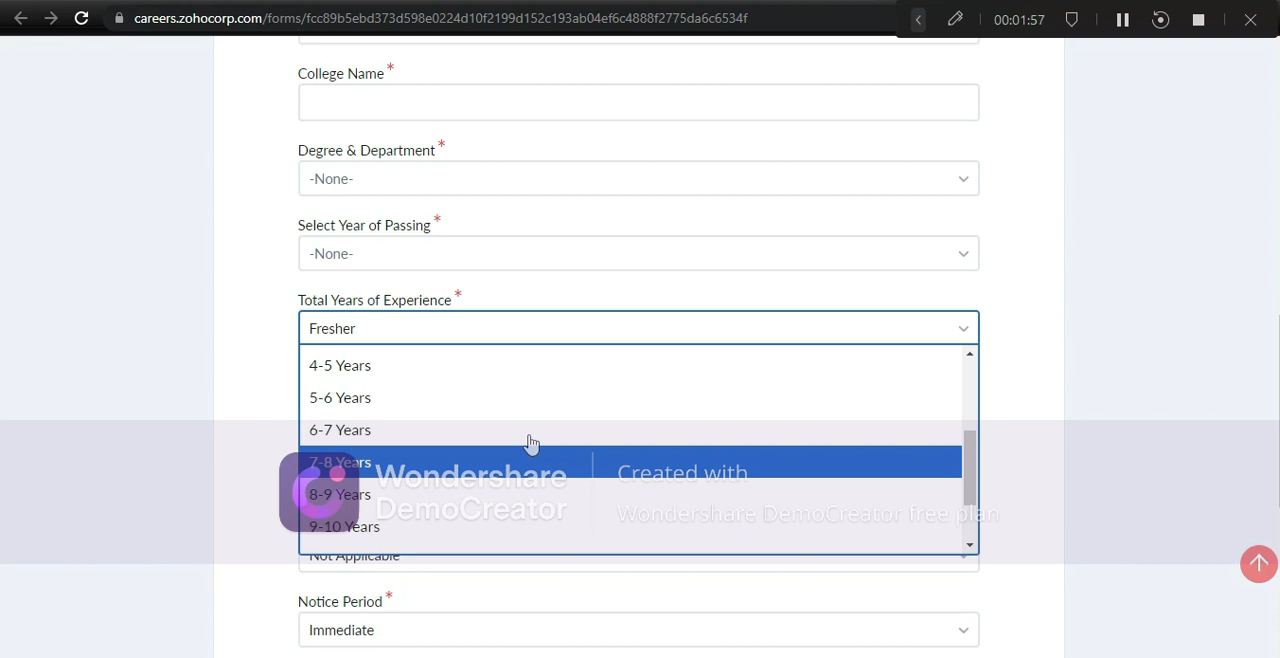 careers.zohocorp.com/forms/fcc89b5ebd373d598e0224d10f2199d152c193ab04ef6c4888f2775da6c6534f
00:01:57
College Name *
Degree & Department *
-None-
Select Year of Passing *
-None-
Total Years of Experience *
Fresher
4-5 Years
5-6 Years
6-7 Years
7-8 Years
8-9 Years
9-10 Years
Wondershare
DemoCreator
Created with
Wondershare DemoCreator free plan
Not Applicable
Notice Period *
Immediate